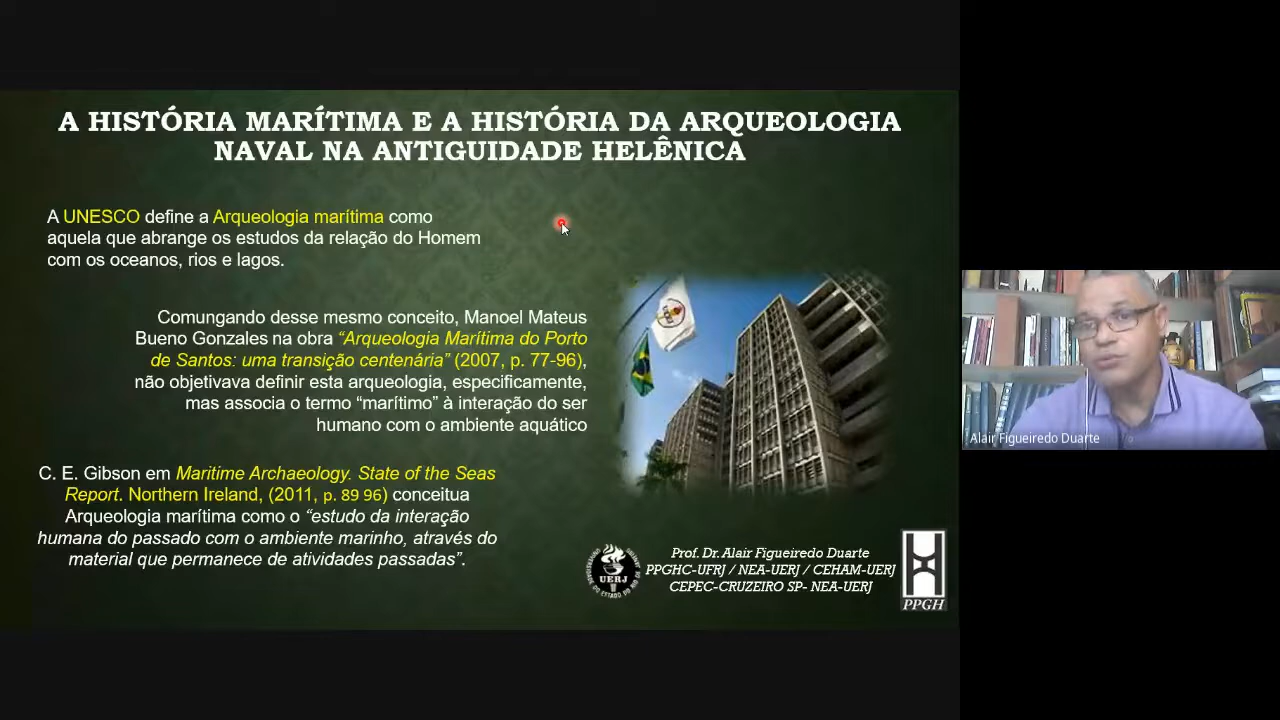 A HISTÓRIA MARÍTIMA E A HISTÓRIA DA ARQUEOLOGIA
NAVAL NA ANTIGUIDADE HELÊNICA
A UNESCO define a Arqueologia marítima como
aquela que abrange os estudos da relação do Homem
com os oceanos, rios e lagos.
Comungando desse mesmo conceito, Manoel Mateus
Bueno Gonzales na obra “Arqueologia Marítima do Porto
de Santos: uma transição centenária” (2007, p. 77-96),
não objetivava definir esta arqueologia, especificamente,
mas associa o termo “marítimo” à interação do ser
humano com o ambiente aquático
C. E. Gibson em Maritime Archaeology. State of the Seas
Report. Northern Ireland, (2011, p. 89 96) conceitua
Arqueologia marítima como o “estudo da interação
humana do passado com o ambiente marinho, através do
material que permanece de atividades passadas”.
UERJ
Prof. Dr. Alair Figueiredo Duarte
PPGHC-UFRJ / NEA-UERJ / CEHAM-UERJ
CEPEC-CRUZEIRO SP- NEA-UERJ
PPGH
Alair Figueiredo Duarte